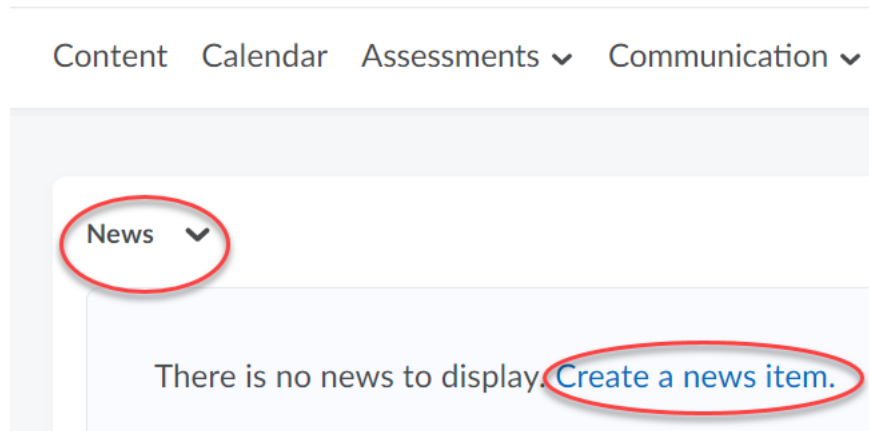 Content Calendar Assessments Communication
News
There is no news to display. Create a news item.